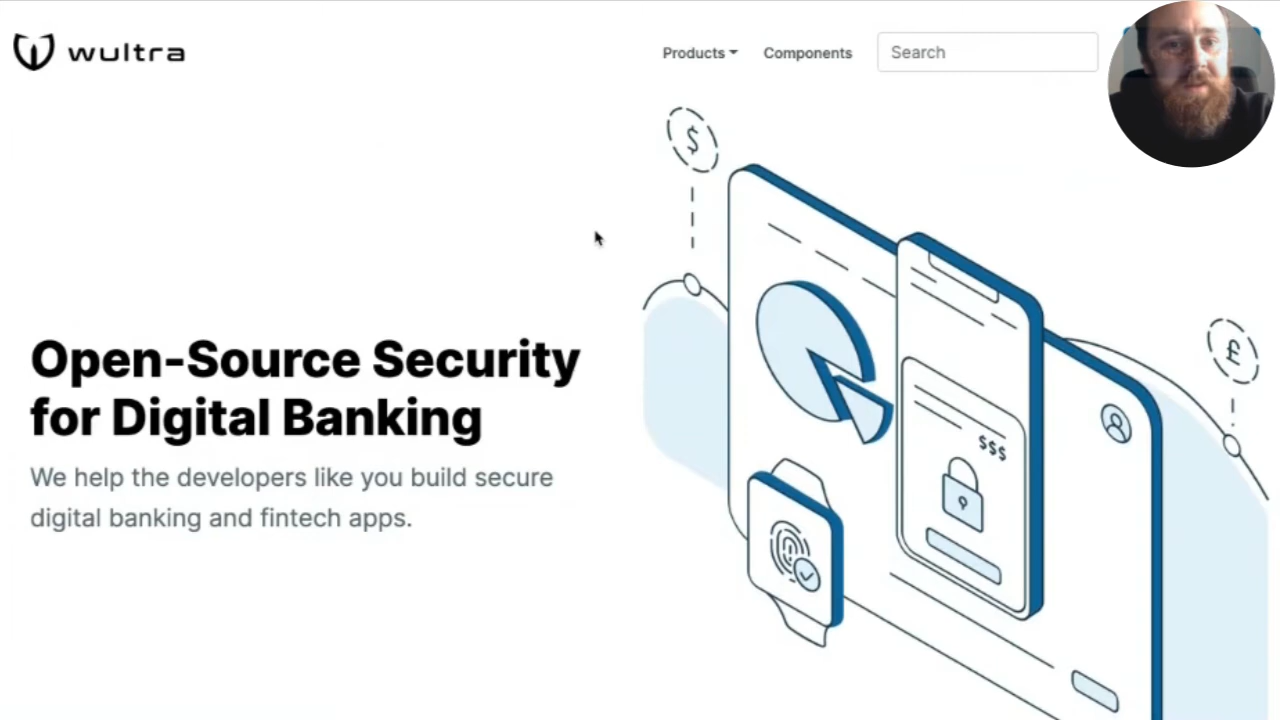 wultra
Products
Components
Search
$
£
$$$
Open-Source Security
for Digital Banking
We help the developers like you build secure
digital banking and fintech apps.